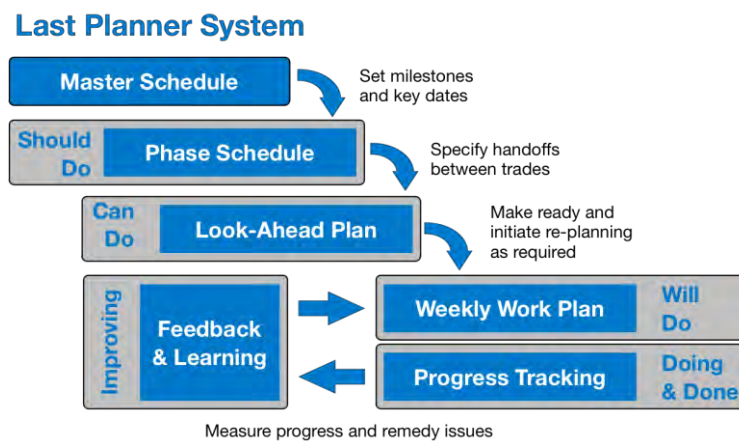 Last Planner System
Master Schedule
Set milestones
and key dates
Should
Do
Phase Schedule
Specify handoffs
between trades
Can
Do
Look-Ahead Plan
Make ready and
initiate re-planning
as required
Improving
Feedback
& Learning
Weekly Work Plan
Will
Do
Progress Tracking
Doing
& Done
Measure progress and remedy issues